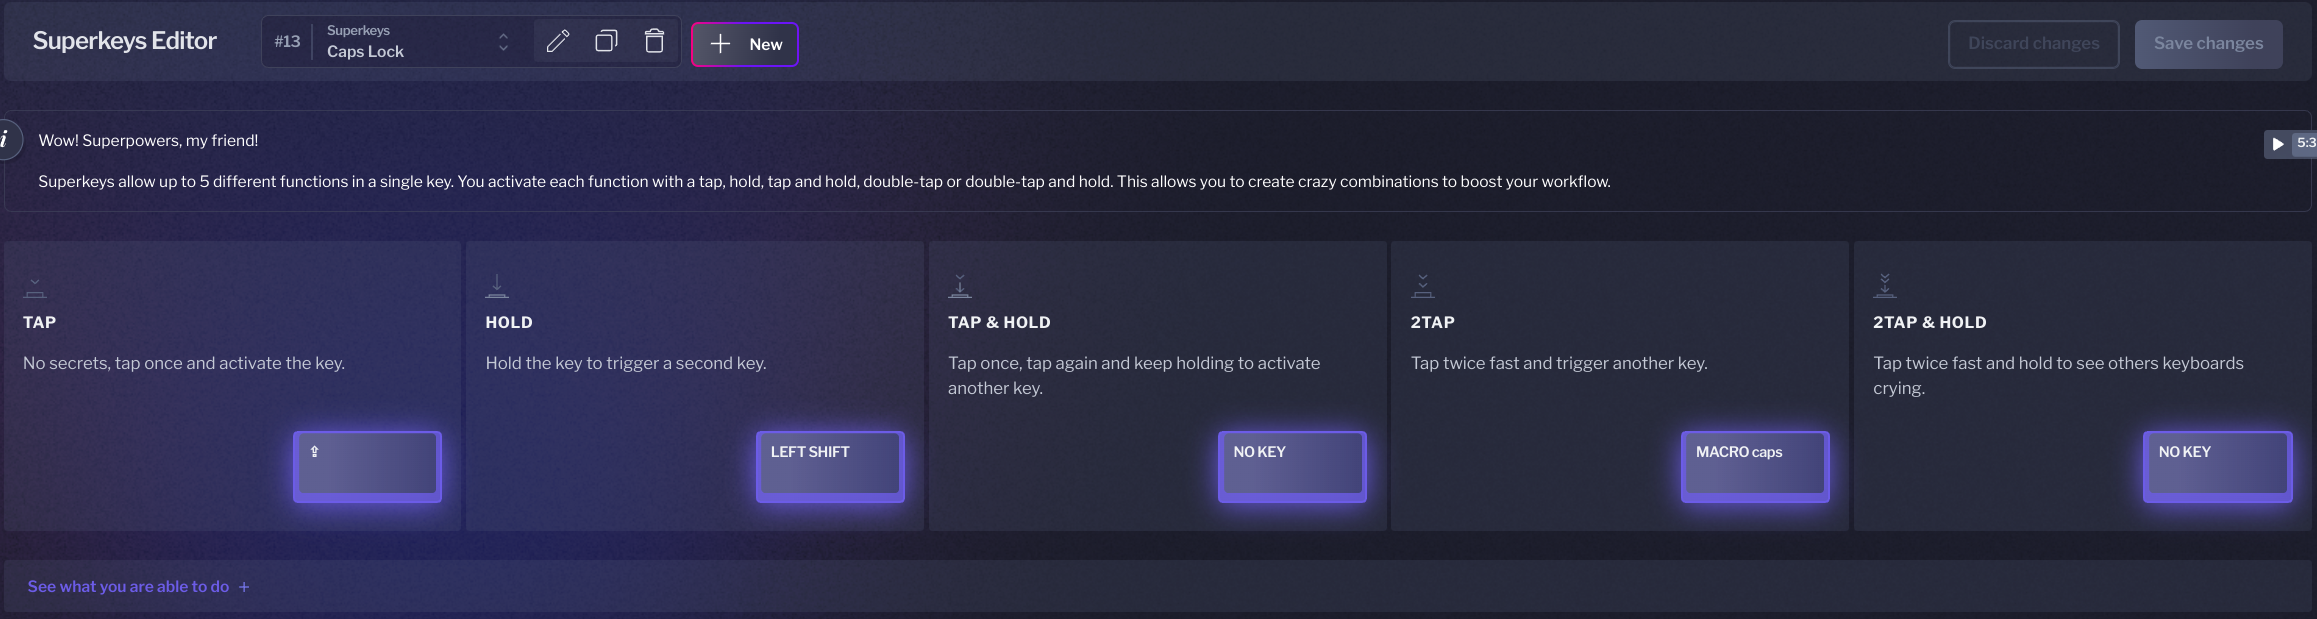 Superkeys Editor
#13
Superkeys
Caps Lock
New
Discard changes
Save changes
i
Wow! Superpowers, my friend!
5:3
Superkeys allow up to 5 different functions in a single key. You activate each function with a tap, hold, tap and hold, double-tap or double-tap and hold. This allows you to create crazy combinations to boost your workflow.
TAP
No secrets, tap once and activate the key.
⇪
HOLD
Hold the key to trigger a second key.
LEFT SHIFT
TAP & HOLD
Tap once, tap again and keep holding to activate
another key.
NO KEY
2TAP
Tap twice fast and trigger another key.
MACRO caps
2TAP & HOLD
Tap twice fast and hold to see others keyboards
crying.
NO KEY
See what you are able to do +